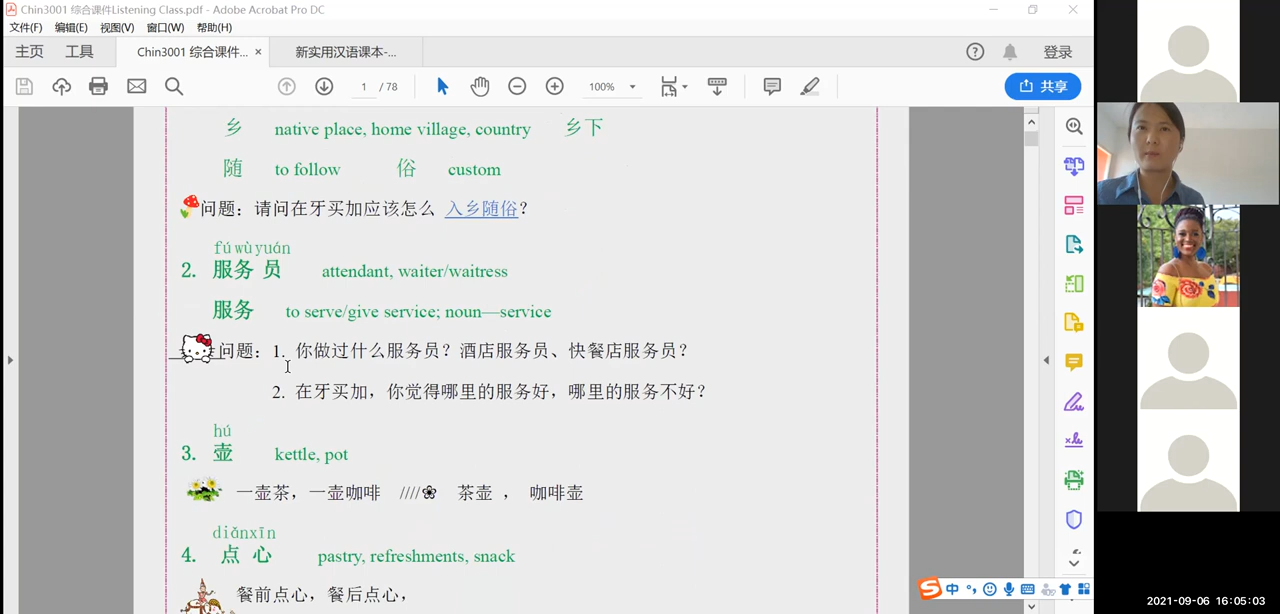 Chin3001 综合课件Listening Class.pdf - Adobe Acrobat Pro DC
文件(F) 编辑(E) 视图(V) 窗口(W) 帮助(H)
主页 工具 Chin3001 综合课件... × 新实用汉语课本-... 登录
1 / 78 100% 共享
乡 native place, home village, country 乡下
随 to follow 俗 custom
问题：请问在牙买加应该怎么 入乡随俗？
fú wù yuán
2. 服务 员 attendant, waiter/waitress
服务 to serve/give service; noun—service
问题：1. 你做过什么服务员？酒店服务员、快餐店服务员？
2. 在牙买加，你觉得哪里的服务好，哪里的服务不好？
hú
3. 壶 kettle, pot
一壶茶，一壶咖啡 ////❀ 茶壶 ， 咖啡壶
diǎnxīn
4. 点 心 pastry, refreshments, snack
餐前点心，餐后点心，
中
2021-09-06 16:05:03